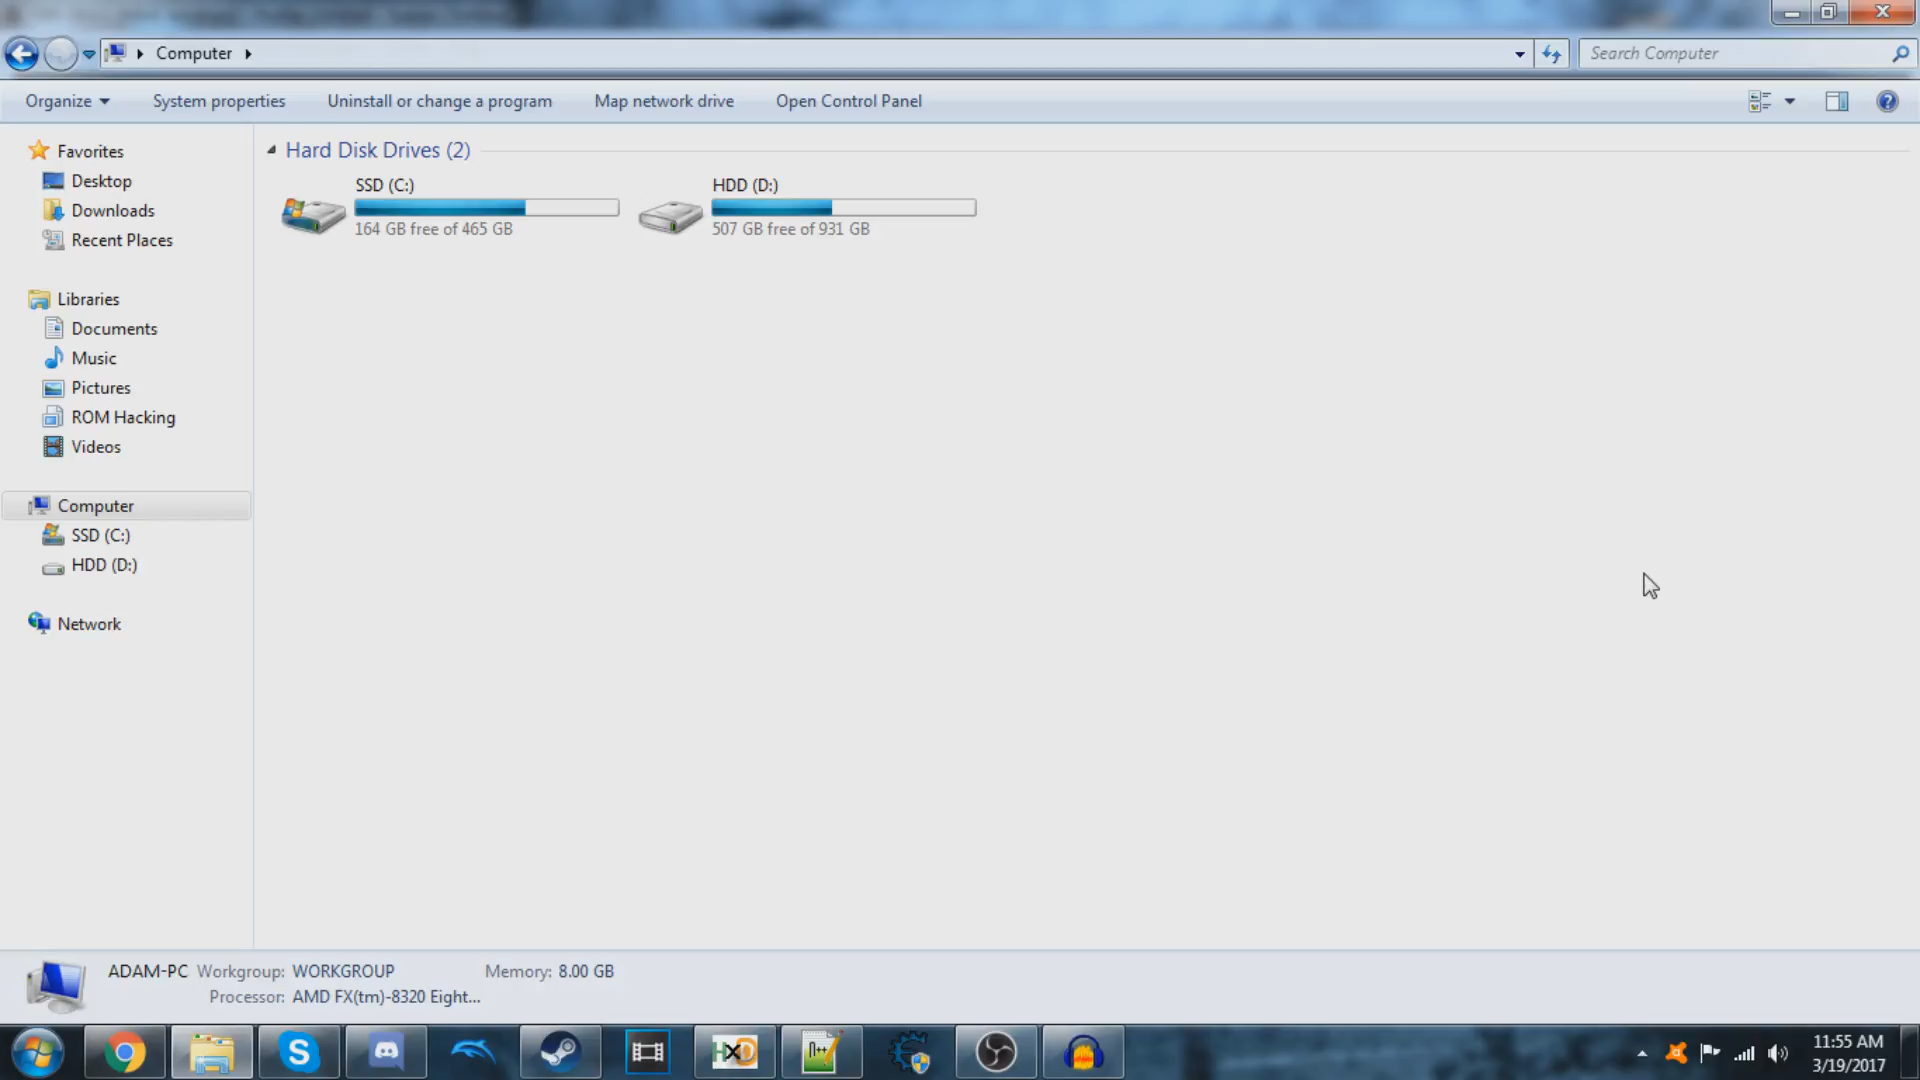 Computer
Search Computer
Organize
System properties
Uninstall or change a program
Map network drive
Open Control Panel
Favorites
Desktop
Downloads
Recent Places
Libraries
Documents
Music
Pictures
ROM Hacking
Videos
Computer
SSD (C:)
HDD (D:)
Network
Hard Disk Drives (2)
SSD (C:)
164 GB free of 465 GB
HDD (D:)
507 GB free of 931 GB
ADAM-PC Workgroup: WORKGROUP Memory: 8.00 GB
Processor: AMD FX(tm)-8320 Eight...
HXD
n++
11:55 AM
3/19/2017